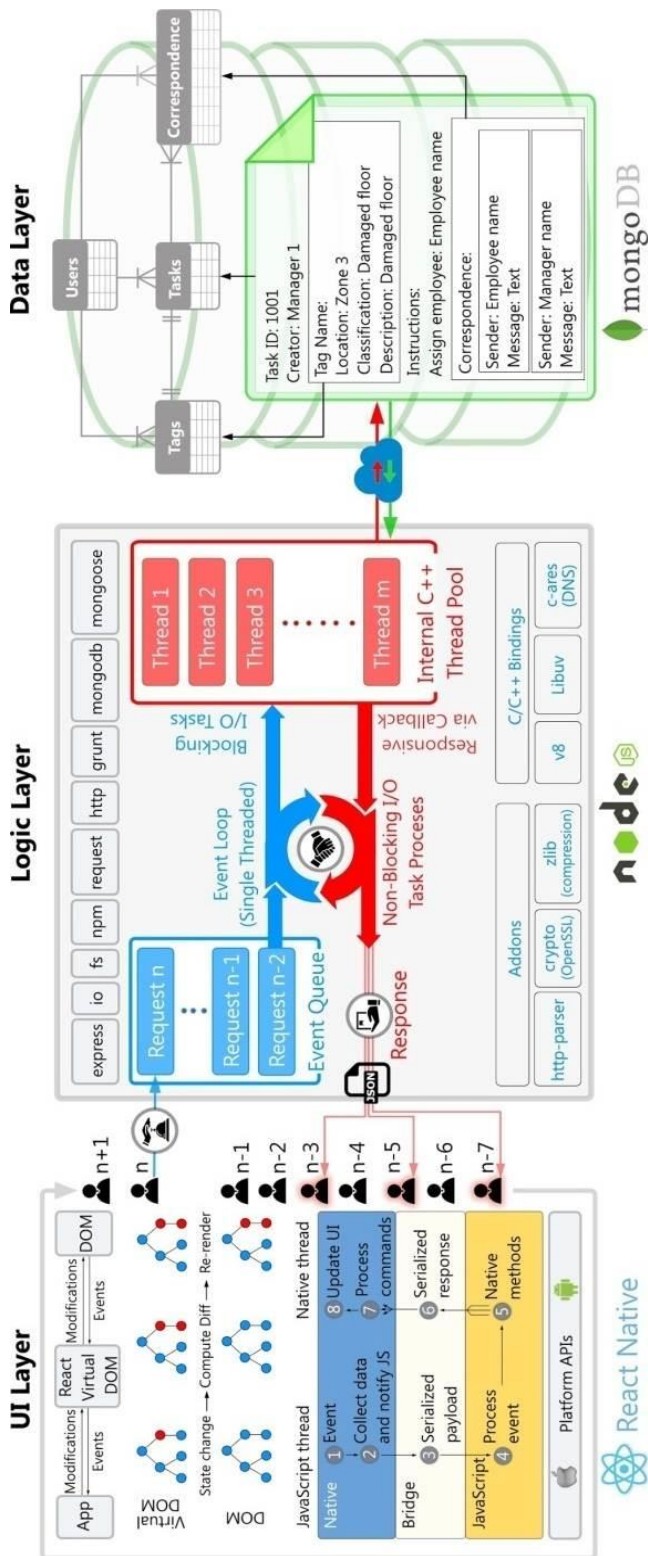 UI Layer
App
Modifications
Events
React
Virtual
DOM
Modifications
Events
DOM
Virtual
DOM
State change
Compute Diff
Re-render
DOM
JavaScript thread
Native thread
Native
1 Event
2 Collect data
and notify JS
8 Update UI
7 Process
commands
Bridge
3 Serialized
payload
6 Serialized
response
JavaScript
4 Process
event
5 Native
methods
Platform APIs
React Native
n+1
n
n-1
n-2
n-3
n-4
n-5
n-6
n-7
Logic Layer
express
io
fs
npm
request
http
grunt
mongodb
mongoose
Request n
Request n-1
Request n-2
Event Queue
Event Loop
(Single Threaded)
Blocking
I/O Tasks
Thread 1
Thread 2
Thread 3
Thread m
Internal C++
Thread Pool
Responsive
via Callback
Non-Blocking I/O
Task Proceses
Response
JSON
Addons
http-parser
crypto
(OpenSSL)
zlib
(compression)
C/C++ Bindings
v8
Libuv
c-ares
(DNS)
node
JS
Data Layer
Users
Tags
Tasks
Correspondence
Task ID: 1001
Creator: Manager 1
Tag Name:
Location: Zone 3
Classification: Damaged floor
Description: Damaged floor
Instructions:
Assign employee: Employee name
Correspondence:
Sender: Employee name
Message: Text
Sender: Manager name
Message: Text
mongoDB